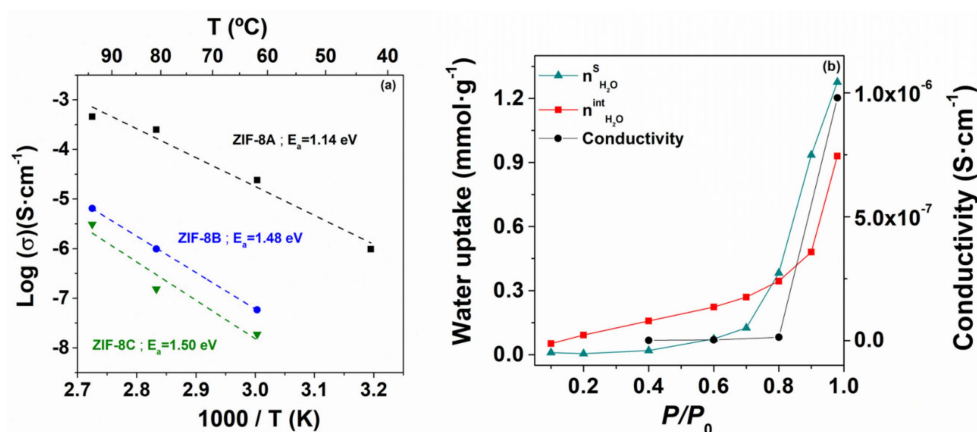 T (ºC)
90 80 70 60 50 40
(a)
-3
-4
-5
-6
-7
-8
Log (σ)(S·cm⁻¹)
ZIF-8A ; Eₐ=1.14 eV
ZIF-8B ; Eₐ=1.48 eV
ZIF-8C ; Eₐ=1.50 eV
2.7 2.8 2.9 3.0 3.1 3.2
1000 / T (K)
(b)
nˢH₂O
nⁱⁿᵗH₂O
Conductivity
1.2
0.9
0.6
0.3
0.0
Water uptake (mmol·g⁻¹)
1.0x10⁻⁶
5.0x10⁻⁷
0.0
Conductivity (S·cm⁻¹)
0.2 0.4 0.6 0.8 1.0
P/P₀